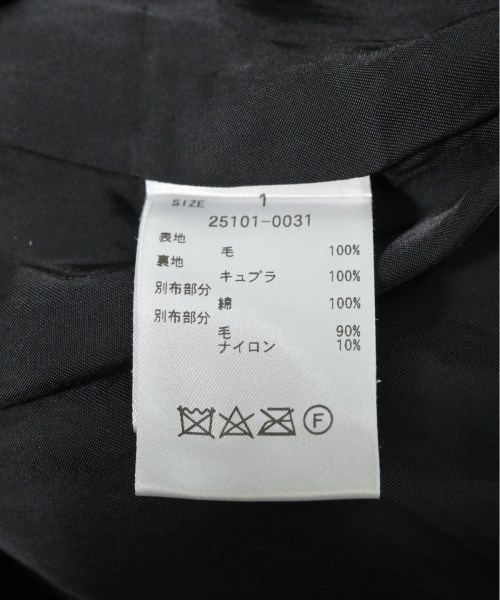 SIZE 1
25101-0031
表地 毛 100%
裏地 キュプラ 100%
別布部分 綿 100%
別布部分
毛 90%
ナイロン 10%
F